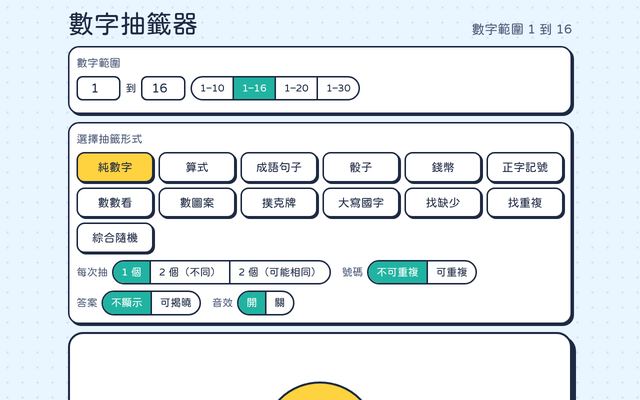 數字抽籤器
數字範圍 1 到 16
數字範圍
1 到 16 1–10 1–16 1–20 1–30
選擇抽籤形式
純數字 算式 成語句子 骰子 錢幣 正字記號
數數看 數圖案 撲克牌 大寫國字 找缺少 找重複
綜合隨機
每次抽 1 個 2 個（不同） 2 個（可能相同） 號碼 不可重複 可重複
答案 不顯示 可揭曉 音效 開 關